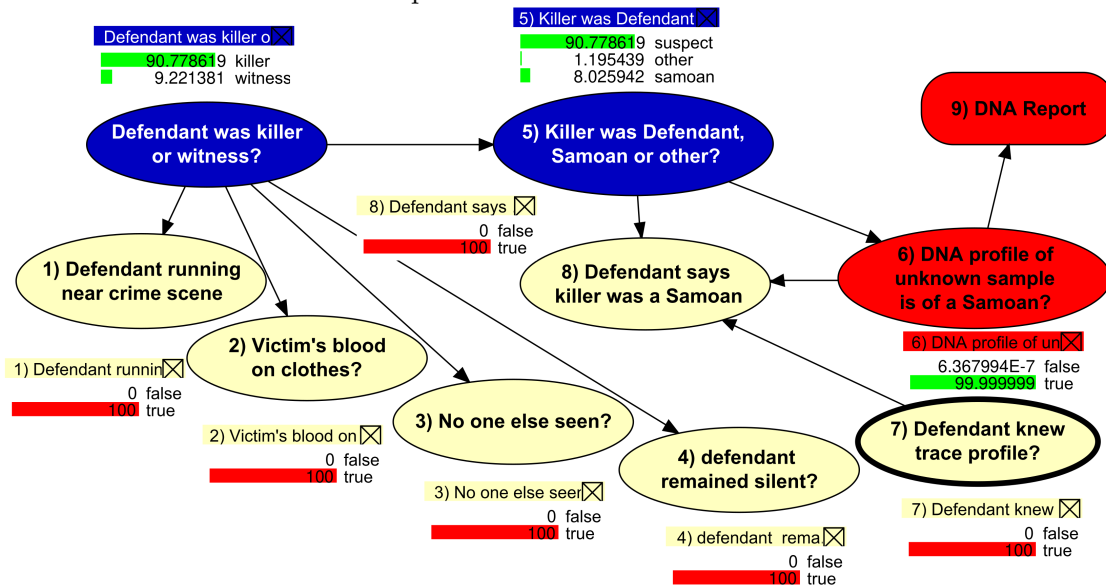 Defendant was killer o
90.778619 killer
9.221381 witness
5) Killer was Defendant
90.778619 suspect
1.195439 other
8.025942 samoan
9) DNA Report
Defendant was killer
or witness?
5) Killer was Defendant,
Samoan or other?
8) Defendant says
0 false
100 true
1) Defendant running
near crime scene
8) Defendant says
killer was a Samoan
6) DNA profile of
unknown sample
is of a Samoan?
6) DNA profile of un
6.367994E-7 false
99.999999 true
2) Victim's blood
on clothes?
1) Defendant runnin
0 false
100 true
3) No one else seen?
7) Defendant knew
trace profile?
2) Victim's blood on
0 false
100 true
4) defendant
remained silent?
3) No one else seen
0 false
100 true
7) Defendant knew
0 false
100 true
4) defendant rema
0 false
100 true